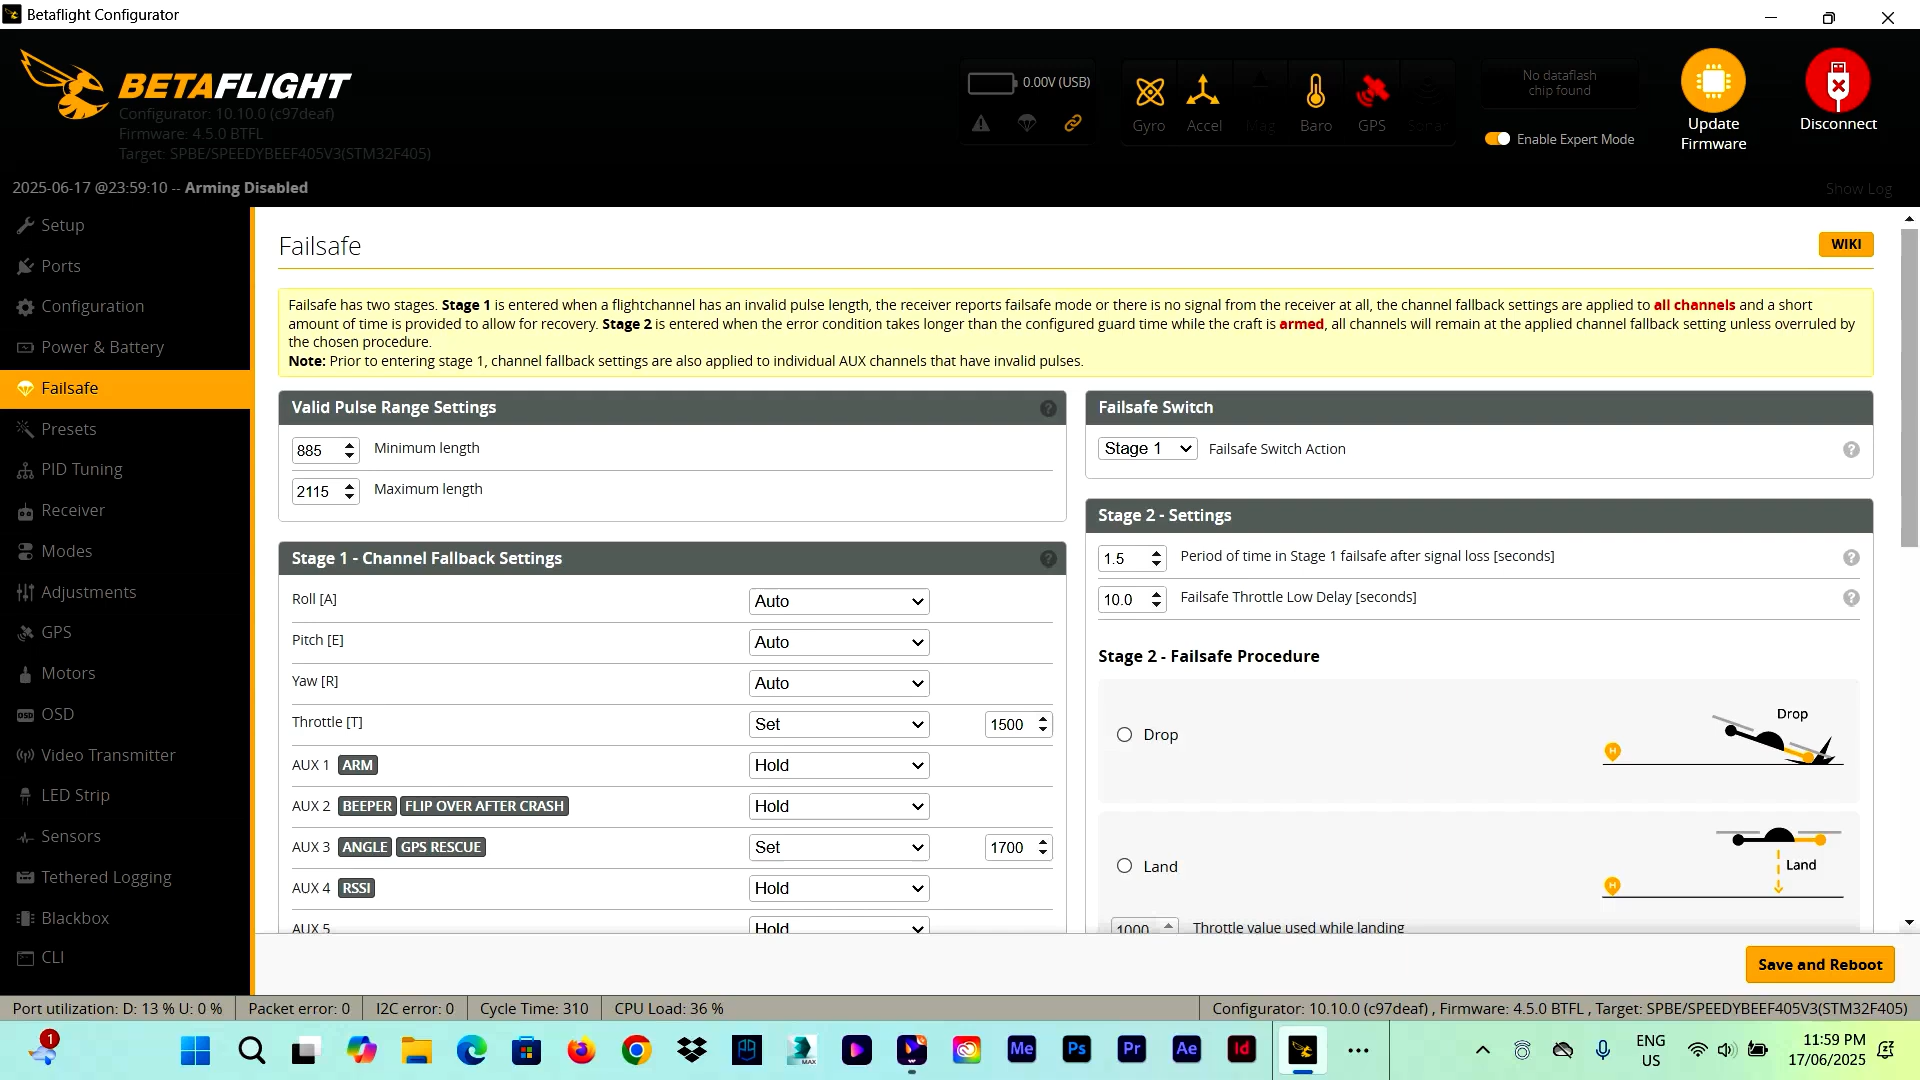 Betaflight Configurator
BETAFLIGHT
Configurator: 10.10.0 (c97deaf)
Firmware: 4.5.0 BTFL
Target: SPBE/SPEEDYBEEF405V3(STM32F405)
0.00V (USB)
Gyro
Accel
Mag
Baro
GPS
Sonar
No dataflash
chip found
Enable Expert Mode
Update
Firmware
Disconnect
2025-06-17 @23:59:10 -- Arming Disabled
Show Log
Setup
Ports
Configuration
Power & Battery
Failsafe
Presets
PID Tuning
Receiver
Modes
Adjustments
GPS
Motors
OSD
Video Transmitter
LED Strip
Sensors
Tethered Logging
Blackbox
CLI
Failsafe
WIKI
Failsafe has two stages. Stage 1 is entered when a flightchannel has an invalid pulse length, the receiver reports failsafe mode or there is no signal from the receiver at all, the channel fallback settings are applied to all channels and a short
amount of time is provided to allow for recovery. Stage 2 is entered when the error condition takes longer than the configured guard time while the craft is armed, all channels will remain at the applied channel fallback setting unless overruled by
the chosen procedure.
Note: Prior to entering stage 1, channel fallback settings are also applied to individual AUX channels that have invalid pulses.
Valid Pulse Range Settings
885 Minimum length
2115 Maximum length
Stage 1 - Channel Fallback Settings
Roll [A] Auto
Pitch [E] Auto
Yaw [R] Auto
Throttle [T] Set 1500
AUX 1 ARM Hold
AUX 2 BEEPER FLIP OVER AFTER CRASH Hold
AUX 3 ANGLE GPS RESCUE Set 1700
AUX 4 RSSI Hold
AUX 5 Hold
Failsafe Switch
Stage 1 Failsafe Switch Action
Stage 2 - Settings
1.5 Period of time in Stage 1 failsafe after signal loss [seconds]
10.0 Failsafe Throttle Low Delay [seconds]
Stage 2 - Failsafe Procedure
Drop
Drop
H
Land
Land
H
1000 Throttle value used while landing
Save and Reboot
Port utilization: D: 13 % U: 0 %
Packet error: 0
I2C error: 0
Cycle Time: 310
CPU Load: 36 %
Configurator: 10.10.0 (c97deaf) , Firmware: 4.5.0 BTFL , Target: SPBE/SPEEDYBEEF405V3(STM32F405)
1
MAX
Me
Ps
Pr
Ae
Id
ENG
US
11:59 PM
17/06/2025